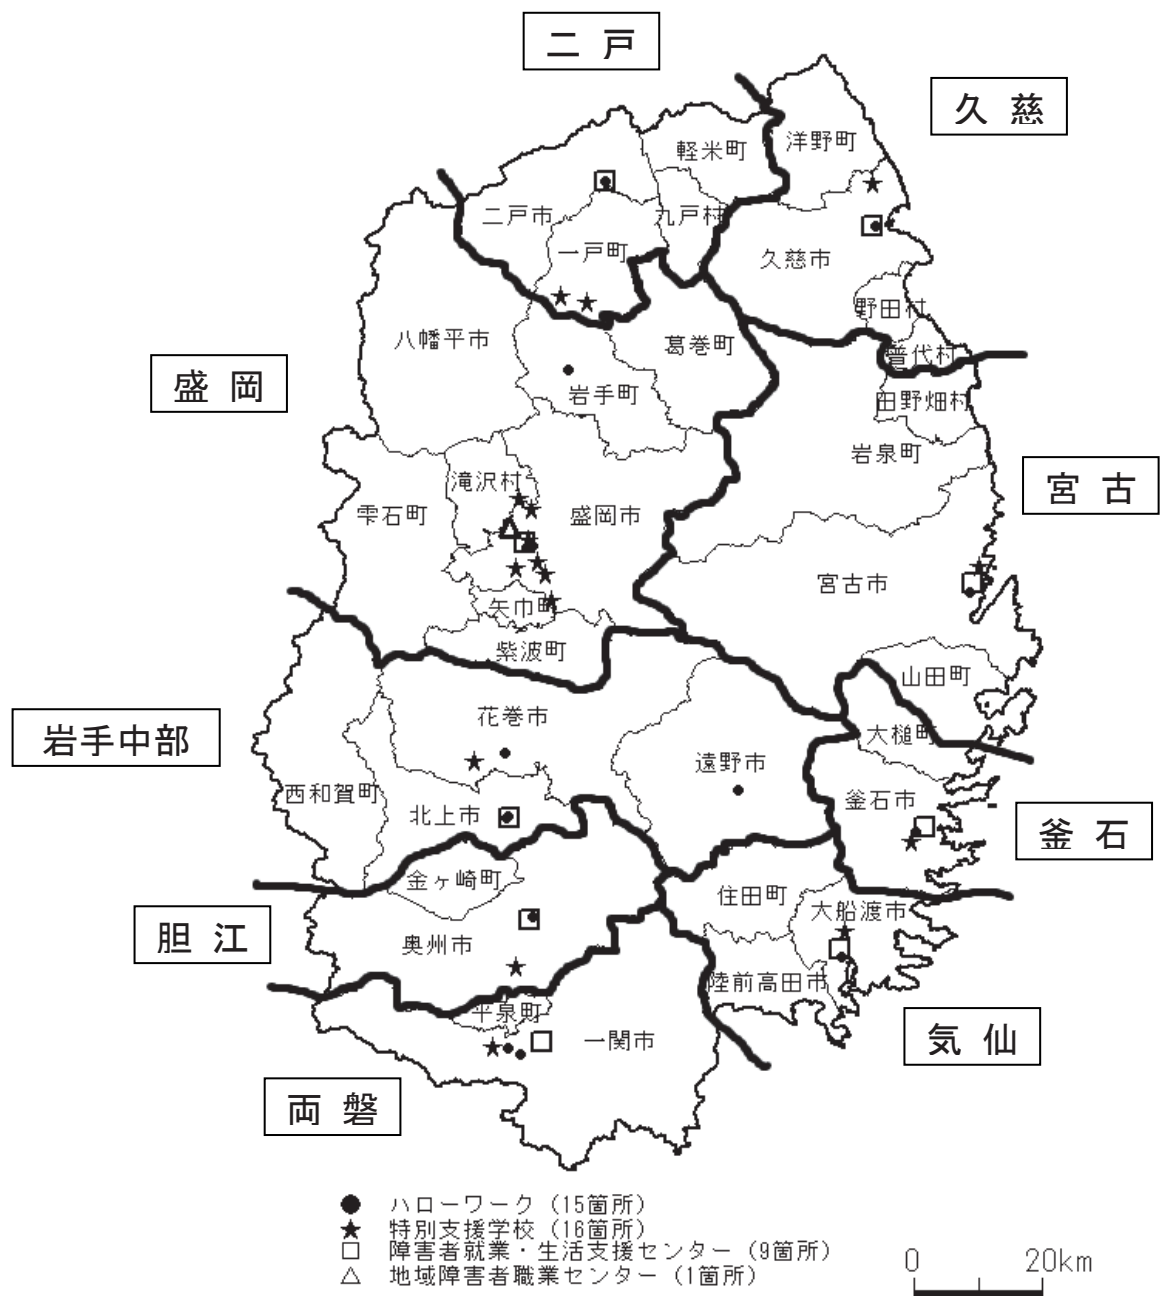 二戸
久慈
軽米町
洋野町
二戸市
九戸村
一戸町
久慈市
野田村
八幡平市
葛巻町
普代村
盛岡
岩手町
田野畑村
岩泉町
滝沢村
宮古
雫石町
盛岡市
宮古市
矢巾町
紫波町
山田町
花巻市
岩手中部
大槌町
遠野市
西和賀町
釜石市
北上市
釜石
金ヶ崎町
住田町
大船渡市
胆江
奥州市
陸前高田市
平泉町
気仙
一関市
両磐
● ハローワーク (15箇所)
★ 特別支援学校 (16箇所)
□ 障害者就業・生活支援センター (9箇所)
△ 地域障害者職業センター (1箇所)
0 20km